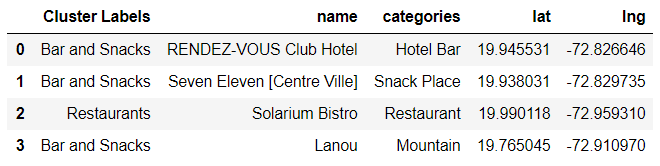 Cluster Labels name categories lat lng
0 Bar and Snacks RENDEZ-VOUS Club Hotel Hotel Bar 19.945531 -72.826646
1 Bar and Snacks Seven Eleven [Centre Ville] Snack Place 19.938031 -72.829735
2 Restaurants Solarium Bistro Restaurant 19.990118 -72.959310
3 Bar and Snacks Lanou Mountain 19.765045 -72.910970